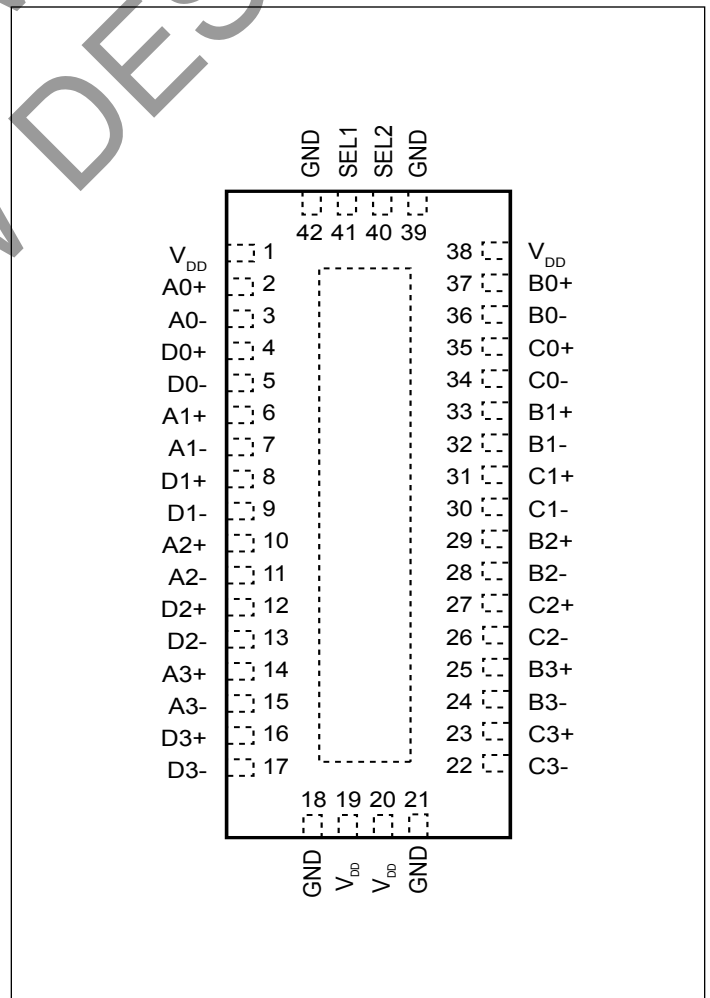 DES
GND SEL1 SEL2 GND
42 41 40 39
VDD 1 38 VDD
A0+ 2 37 B0+
A0- 3 36 B0-
D0+ 4 35 C0+
D0- 5 34 C0-
A1+ 6 33 B1+
A1- 7 32 B1-
D1+ 8 31 C1+
D1- 9 30 C1-
A2+ 10 29 B2+
A2- 11 28 B2-
D2+ 12 27 C2+
D2- 13 26 C2-
A3+ 14 25 B3+
A3- 15 24 B3-
D3+ 16 23 C3+
D3- 17 22 C3-
18 19 20 21
GND VDD VDD GND